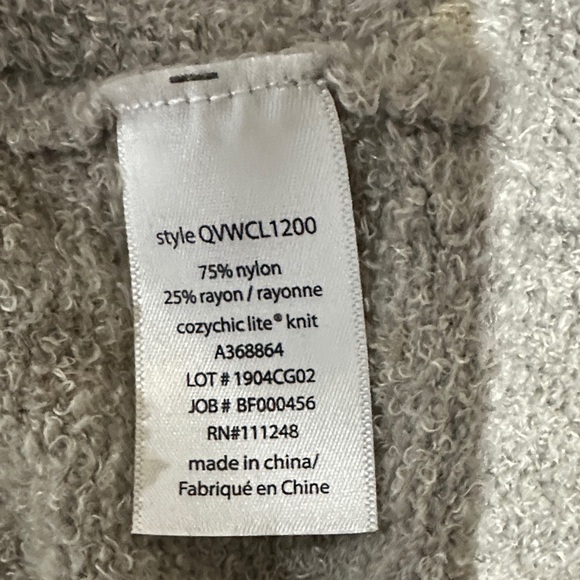 style QVWCL1200
75% nylon
25% rayon / rayonne
cozychic lite® knit
A368864
LOT # 1904CG02
JOB # BF000456
RN#111248
made in china/
Fabriqué en Chine